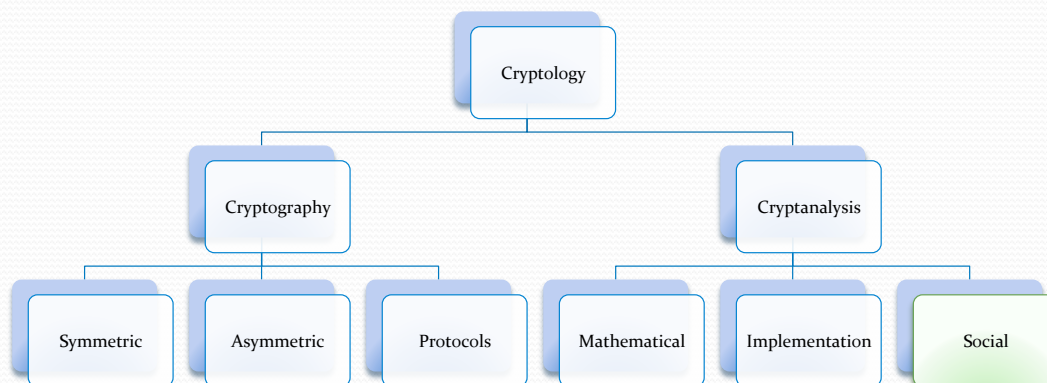 Cryptology
Cryptography
Cryptanalysis
Symmetric
Asymmetric
Protocols
Mathematical
Implementation
Social